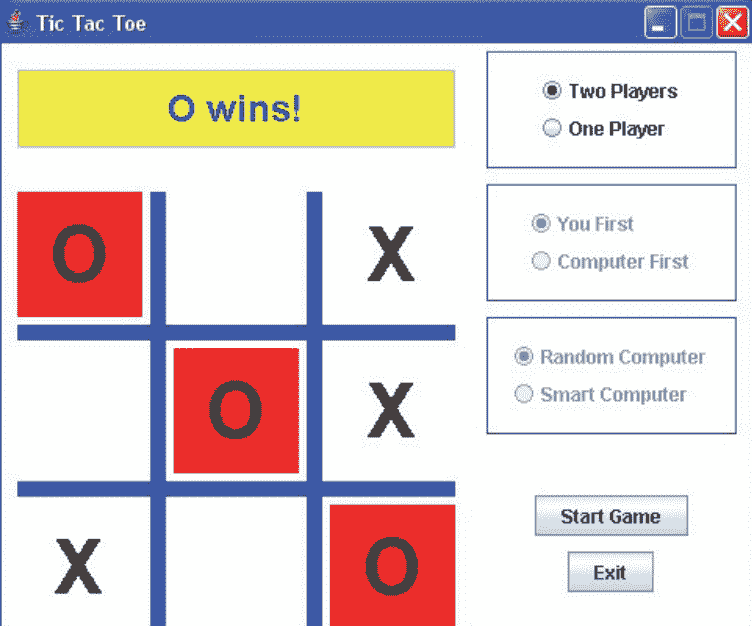 Tic Tac Toe
O wins!
Two Players
One Player
O X
You First
Computer First
O X
Random Computer
Smart Computer
X O
Start Game
Exit